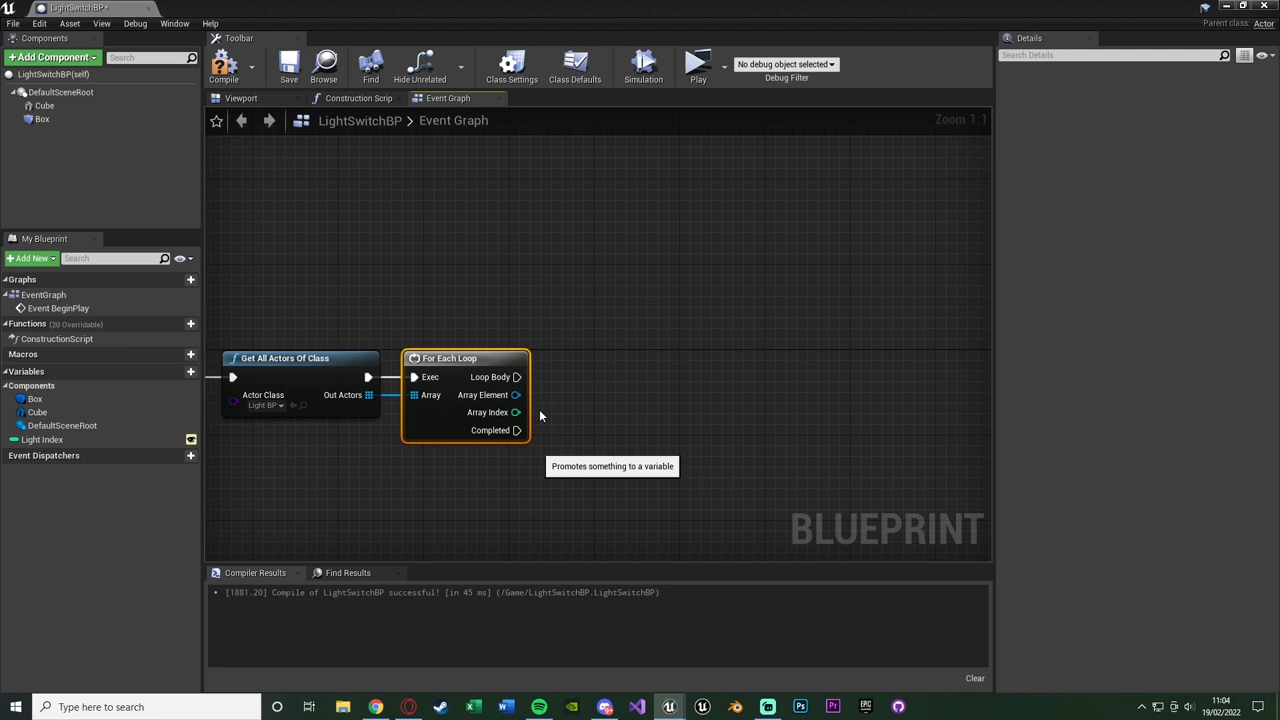 LightSwitchBP*
File Edit Asset View Debug Window Help
Parent class: Actor
Components
Toolbar
Details
+Add Component Search
Search Details
LightSwitchBP(self)
DefaultSceneRoot
Cube
Box
Compile Save Browse Find Hide Unrelated Class Settings Class Defaults Simulation Play
No debug object selected
Debug Filter
Viewport Construction Scrip Event Graph
LightSwitchBP > Event Graph
Zoom 1:1
My Blueprint
+Add New Search
Graphs
EventGraph
Event BeginPlay
Functions (20 Overridable)
ConstructionScript
Macros
Variables
Components
Box
Cube
DefaultSceneRoot
Light Index
Event Dispatchers
Get All Actors Of Class
Actor Class
Light BP
Out Actors
For Each Loop
Exec Loop Body
Array Array Element
Array Index
Completed
Promotes something to a variable
BLUEPRINT
Compiler Results Find Results
[1881.20] Compile of LightSwitchBP successful! [in 45 ms] (/Game/LightSwitchBP.LightSwitchBP)
Clear
Type here to search
11:04
19/02/2022